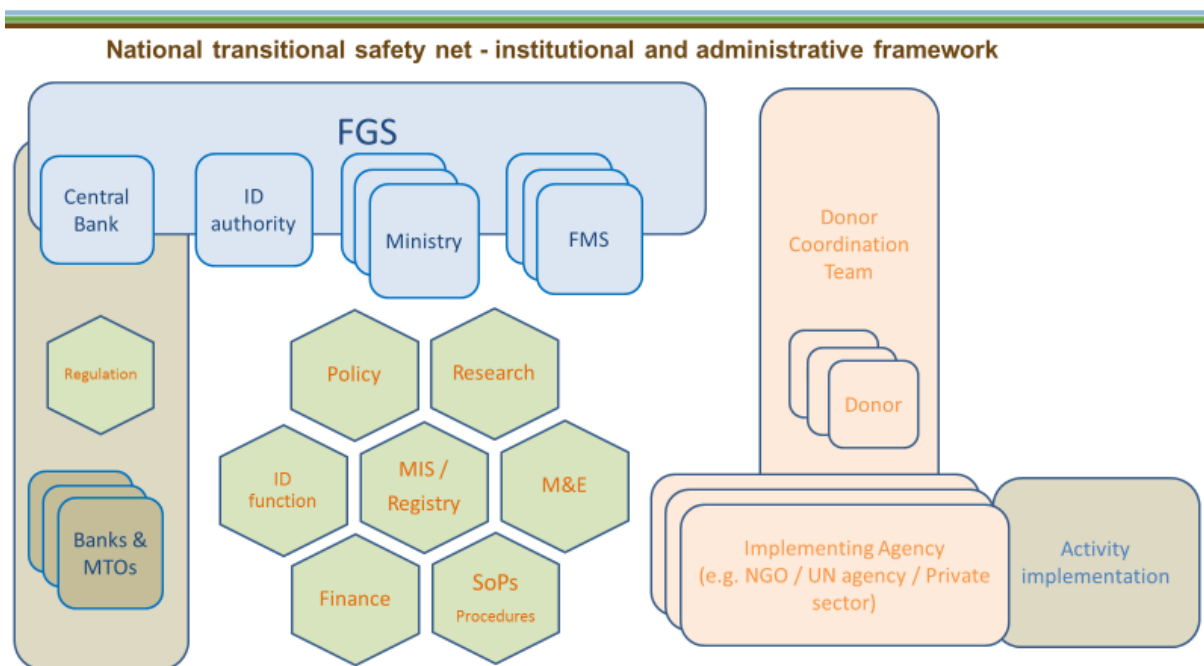 National transitional safety net - institutional and administrative framework
FGS
Central
Bank
ID
authority
Ministry
FMS
Donor
Coordination
Team
Donor
Regulation
Policy
Research
ID
function
MIS /
Registry
M&E
Finance
SoPs
Procedures
Banks &
MTOs
Implementing Agency
(e.g. NGO / UN agency / Private
sector)
Activity
implementation